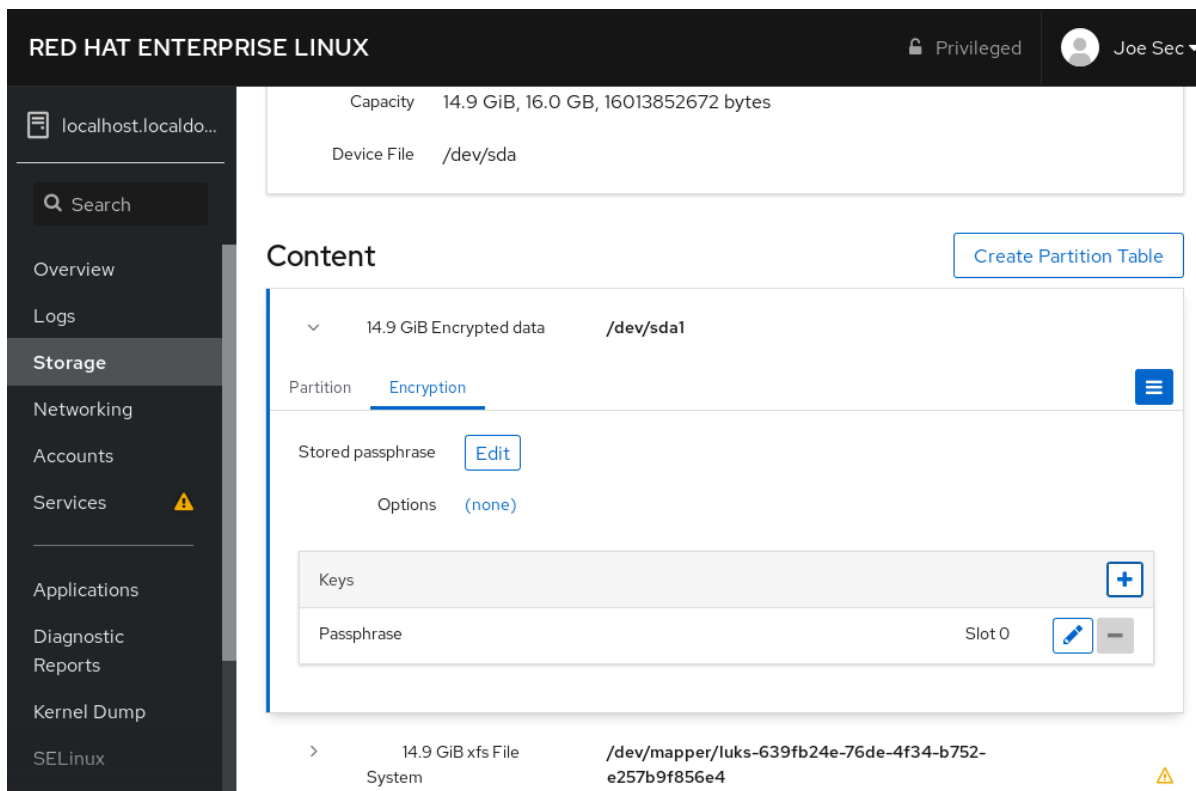 RED HAT ENTERPRISE LINUX
Privileged
Joe Sec
localhost.localdo...
Search
Overview
Logs
Storage
Networking
Accounts
Services
Applications
Diagnostic
Reports
Kernel Dump
SELinux
Capacity 14.9 GiB, 16.0 GB, 16013852672 bytes
Device File /dev/sda
Content
Create Partition Table
14.9 GiB Encrypted data /dev/sda1
Partition Encryption
Stored passphrase Edit
Options (none)
Keys
Passphrase Slot 0
14.9 GiB xfs File
System
/dev/mapper/luks-639fb24e-76de-4f34-b752-
e257b9f856e4